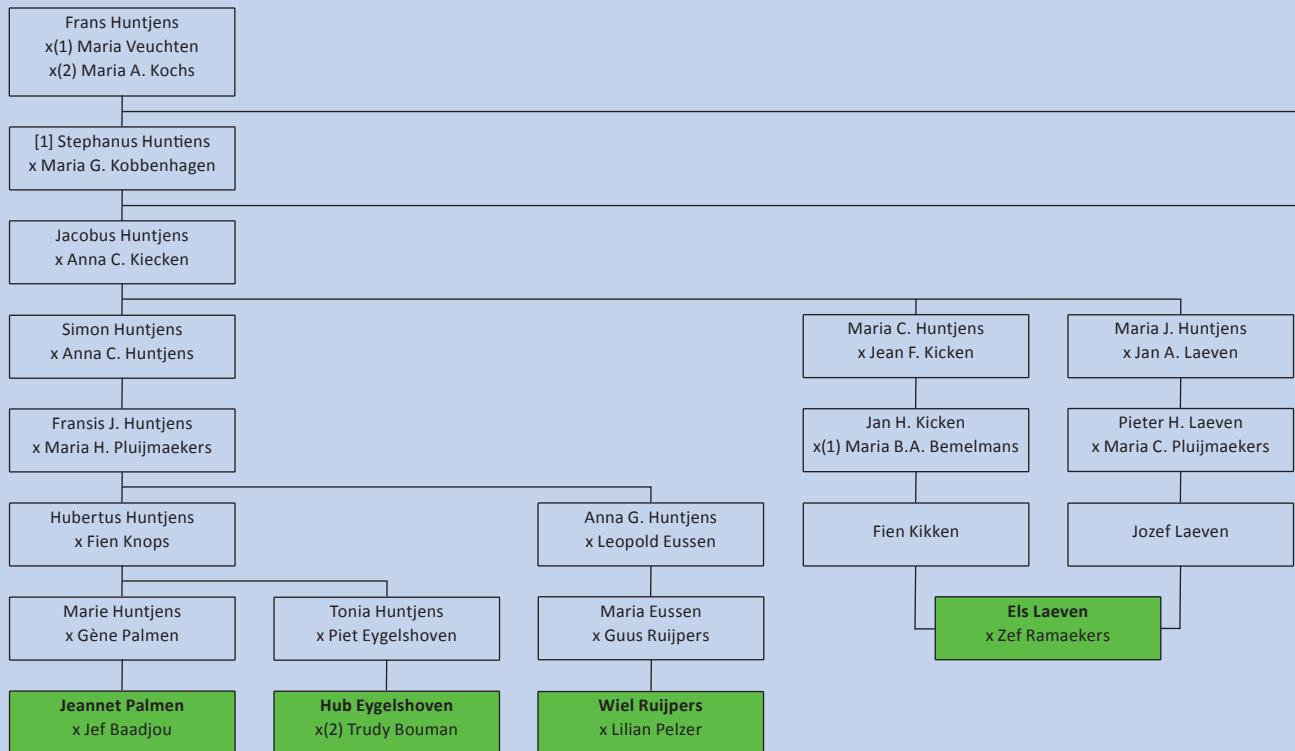 Frans Huntjens
x(1) Maria Veuchten
x(2) Maria A. Kochs
[1] Stephanus Huntiens
x Maria G. Kobbenhagen
Jacobus Huntjens
x Anna C. Kiecken
Simon Huntjens
x Anna C. Huntjens
Maria C. Huntjens
x Jean F. Kicken
Maria J. Huntjens
x Jan A. Laeven
Fransis J. Huntjens
x Maria H. Pluijmaekers
Jan H. Kicken
x(1) Maria B.A. Bemelmans
Pieter H. Laeven
x Maria C. Pluijmaekers
Hubertus Huntjens
x Fien Knops
Anna G. Huntjens
x Leopold Eussen
Fien Kikken
Jozef Laeven
Marie Huntjens
x Gène Palmen
Tonia Huntjens
x Piet Eygelshoven
Maria Eussen
x Guus Ruijpers
Els Laeven
x Zef Ramaekers
Jeannet Palmen
x Jef Baadjou
Hub Eygelshoven
x(2) Trudy Bouman
Wiel Ruijpers
x Lilian Pelzer